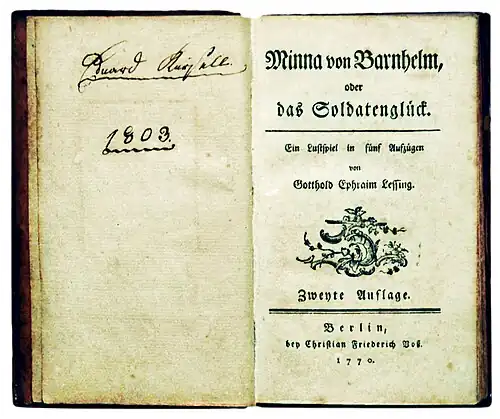 Eduard
1803.
Minna von Barnhelm,
oder
das Soldatenglück.
Ein Lustspiel in fünf Aufzügen
von
Gotthold Ephraim Lessing.
Zweyte Auflage.
Berlin,
bey Christian Friederich Voß.
1770.